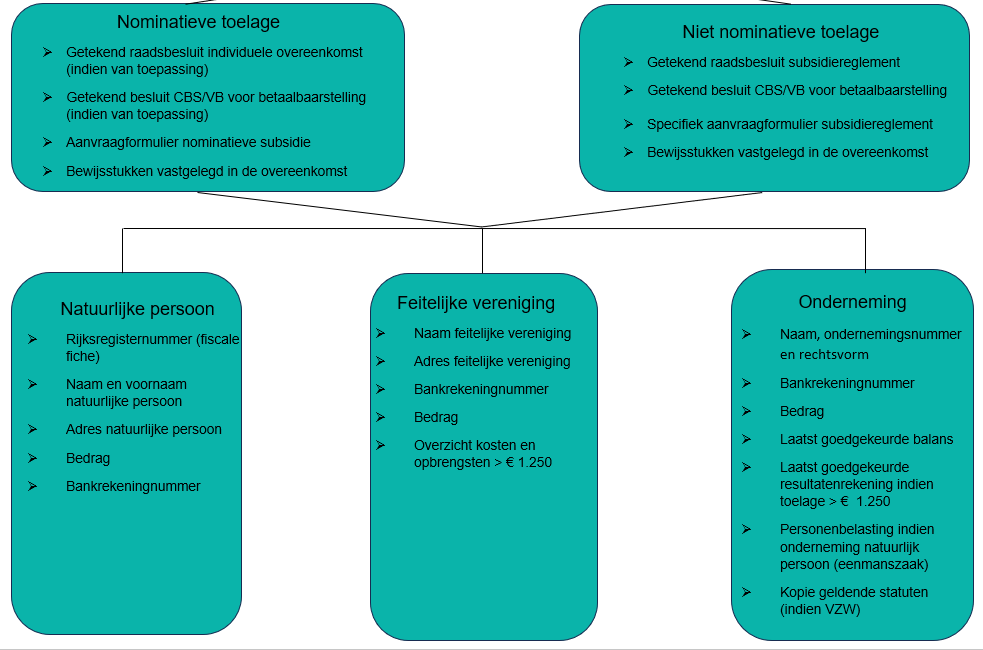 Nominatieve toelage
Getekend raadsbesluit individuele overeenkomst
(indien van toepassing)
Getekend besluit CBS/VB voor betaalbaarstelling
(indien van toepassing)
Aanvraagformulier nominatieve subsidie
Bewijsstukken vastgelegd in de overeenkomst
Niet nominatieve toelage
Getekend raadsbesluit subsidiereglement
Getekend besluit CBS/VB voor betaalbaarstelling
Specifiek aanvraagformulier subsidiereglement
Bewijsstukken vastgelegd in de overeenkomst
Natuurlijke persoon
Rijksregisternummer (fiscale
fiche)
Naam en voornaam
natuurlijke persoon
Adres natuurlijke persoon
Bedrag
Bankrekeningnummer
Feitelijke vereniging
Naam feitelijke vereniging
Adres feitelijke vereniging
Bankrekeningnummer
Bedrag
Overzicht kosten en
opbrengsten > € 1.250
Onderneming
Naam, ondernemingsnummer
en rechtsvorm
Bankrekeningnummer
Bedrag
Laatst goedgekeurde balans
Laatst goedgekeurde
resultatenrekening indien
toelage > € 1.250
Personenbelasting indien
onderneming natuurlijk
persoon (eenmanszaak)
Kopie geldende statuten
(indien VZW)